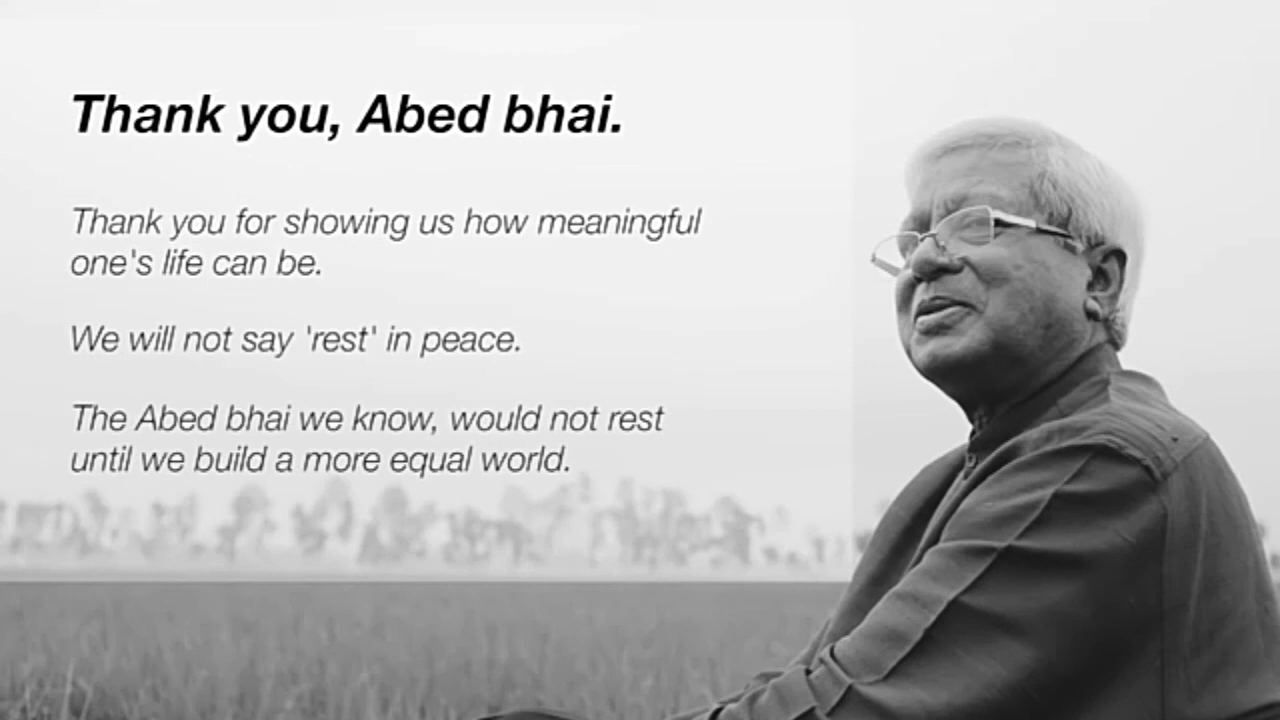 Thank you, Abed bhai.
Thank you for showing us how meaningful
one's life can be.
We will not say 'rest' in peace.
The Abed bhai we know, would not rest
until we build a more equal world.